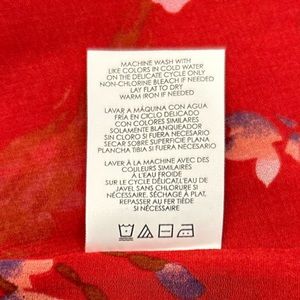 MACHINE WASH WITH
LIKE COLORS IN COLD WATER
ON THE DELICATE CYCLE ONLY
NON-CHLORINE BLEACH IF NEEDED
LAY FLAT TO DRY
WARM IRON IF NEEDED
LAVAR A MÁQUINA CON AGUA
FRÍA EN CICLO DELICADO
CON COLORES SIMILARES
SOLAMENTE BLANQUEADOR
SIN CLORO SI FUERA NECESARIO
SECAR SOBRE SUPERFICIE PLANA
PLANCHA TIBIA SI FUERA NECESARIO
LAVER À LA MACHINE AVEC DES
COULEURS SIMILAIRES
À L'EAU FROIDE
SUR LE CYCLE DÉLICAT.L'EAU DE
JAVEL SANS CHLORURE SI
NÉCESSAIRE. SÉCHAGE À PLAT.
REPASSER AU FER TIÈDE
SI NÉCESSAIRE